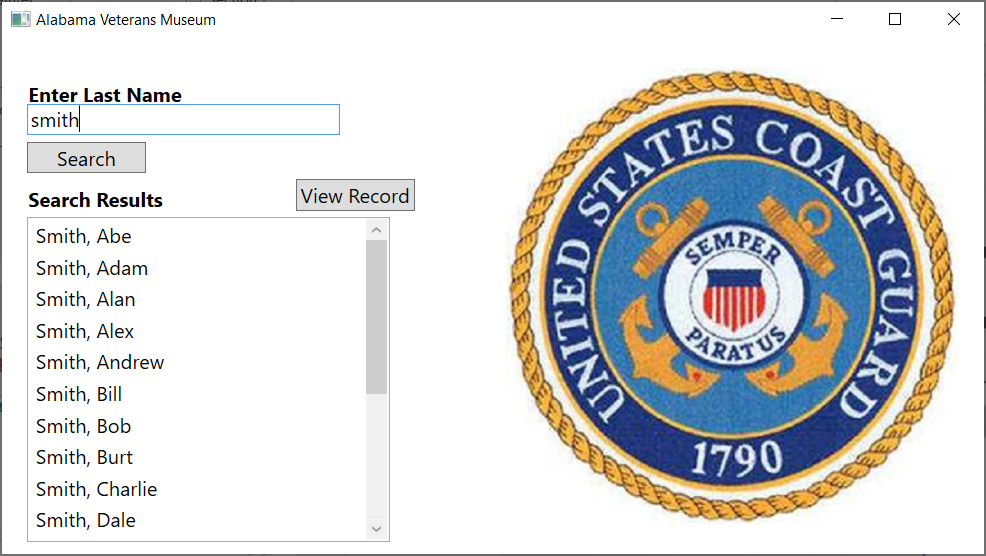 Alabama Veterans Museum
Enter Last Name
smith
Search
View Record
Search Results
Smith, Abe
Smith, Adam
Smith, Alan
Smith, Alex
Smith, Andrew
Smith, Bill
Smith, Bob
Smith, Burt
Smith, Charlie
Smith, Dale
UNITED STATES COAST GUARD
SEMPER
PARATUS
1790